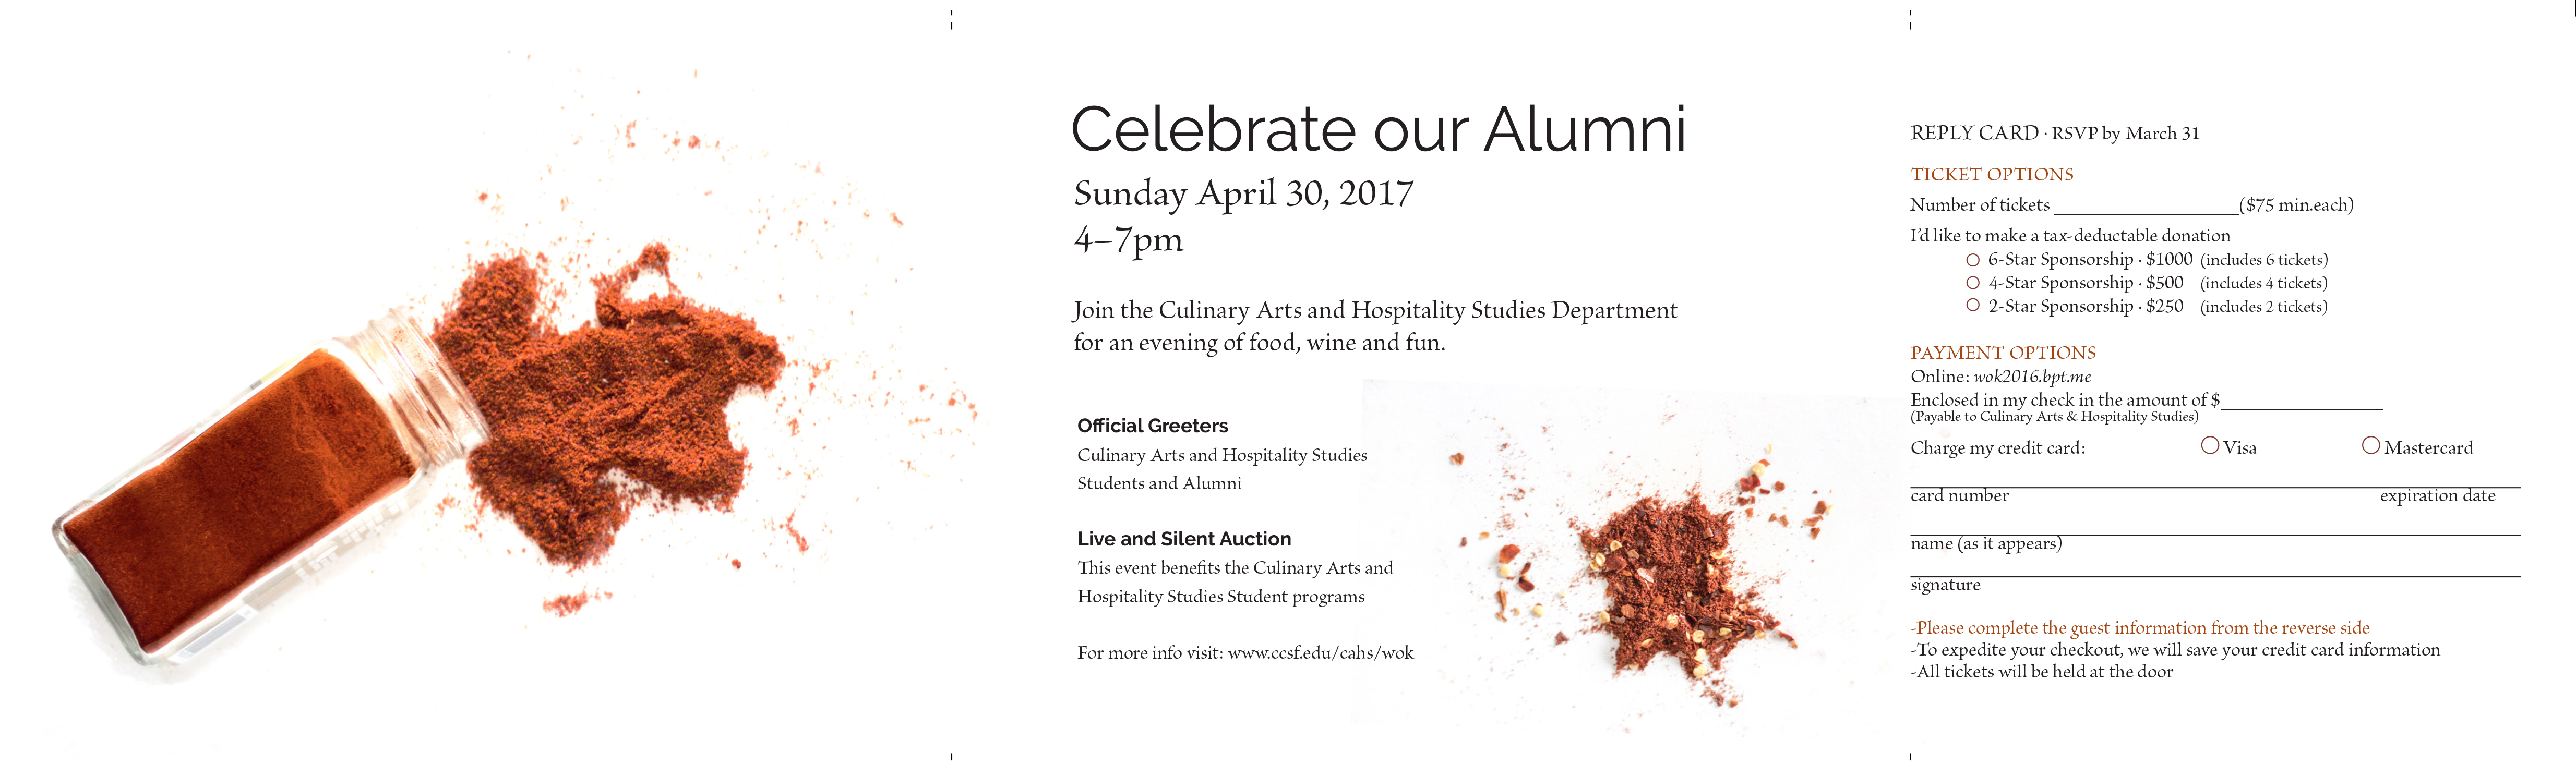 Celebrate our Alumni
Sunday April 30, 2017
4–7pm
Join the Culinary Arts and Hospitality Studies Department
for an evening of food, wine and fun.
Official Greeters
Culinary Arts and Hospitality Studies
Students and Alumni
Live and Silent Auction
This event benefits the Culinary Arts and
Hospitality Studies Student programs
For more info visit: www.ccsf.edu/cahs/wok
REPLY CARD · RSVP by March 31
TICKET OPTIONS
Number of tickets ____________________($75 min.each)
I'd like to make a tax-deductable donation
6-Star Sponsorship · $1000 (includes 6 tickets)
4-Star Sponsorship · $500 (includes 4 tickets)
2-Star Sponsorship · $250 (includes 2 tickets)
PAYMENT OPTIONS
Online: wok2016.bpt.me
Enclosed in my check in the amount of $__________________
(Payable to Culinary Arts & Hospitality Studies)
Charge my credit card: Visa Mastercard
card number expiration date
name (as it appears)
signature
-Please complete the guest information from the reverse side
-To expedite your checkout, we will save your credit card information
-All tickets will be held at the door